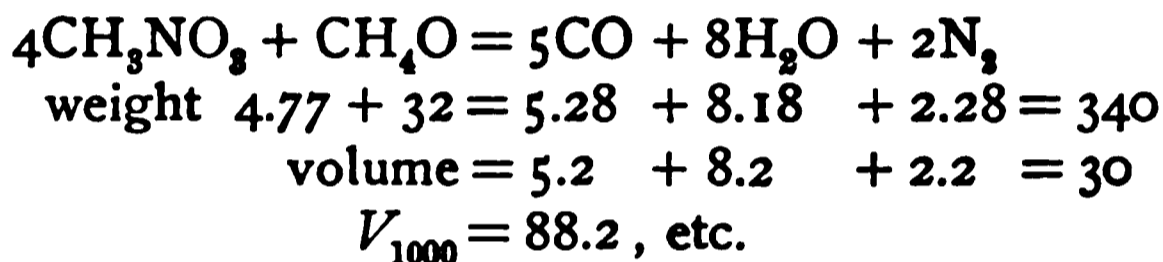 4CH₃NO₃ + CH₄O = 5CO + 8H₂O + 2N₂
weight 4.77 + 32 = 5.28 + 8.18 + 2.28 = 340
volume = 5.2 + 8.2 + 2.2 = 30
V₁₀₀₀ = 88.2 , etc.